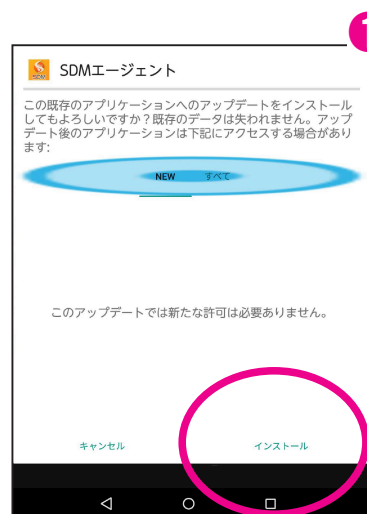 1
SDMエージェント
この既存のアプリケーションへのアップデートをインストール
してもよろしいですか?既存のデータは失われません。アップ
デート後のアプリケーションは下記にアクセスする場合があり
ます:
NEW すべて
このアップデートでは新たな許可は必要ありません。
キャンセル インストール